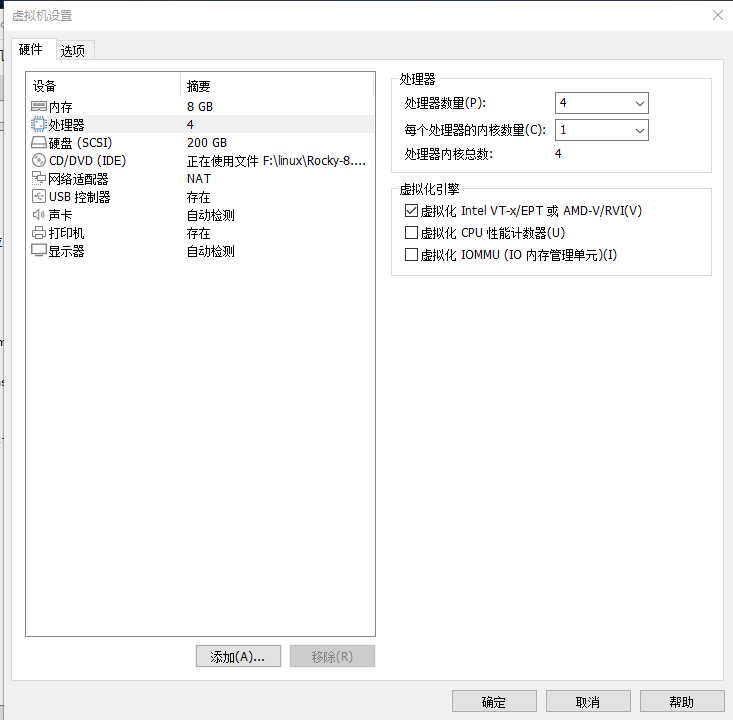 虚拟机设置
硬件 选项
设备 摘要
内存 8 GB
处理器 4
硬盘 (SCSI) 200 GB
CD/DVD (IDE) 正在使用文件 F:\linux\Rocky-8....
网络适配器 NAT
USB 控制器 存在
声卡 自动检测
打印机 存在
显示器 自动检测
添加(A)... 移除(R)
处理器
处理器数量(P): 4
每个处理器的内核数量(C): 1
处理器内核总数: 4
虚拟化引擎
虚拟化 Intel VT-x/EPT 或 AMD-V/RVI(V)
虚拟化 CPU 性能计数器(U)
虚拟化 IOMMU (IO 内存管理单元)(I)
确定 取消 帮助